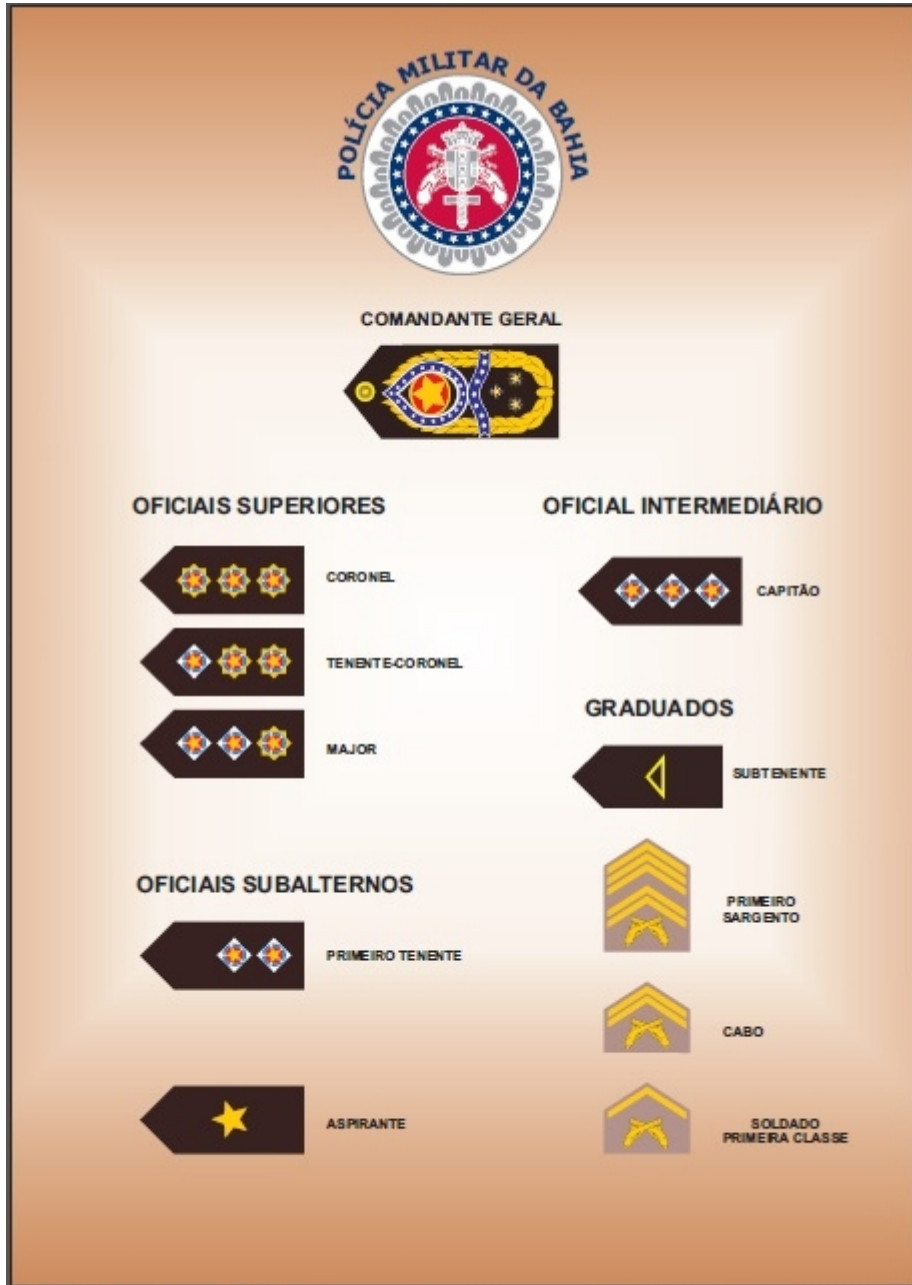 POLÍCIA MILITAR DA BAHIA
COMANDANTE GERAL
OFICIAIS SUPERIORES
CORONEL
TENENTE-CORONEL
MAJOR
OFICIAIS SUBALTERNOS
PRIMEIRO TENENTE
ASPIRANTE
OFICIAL INTERMEDIÁRIO
CAPITÃO
GRADUADOS
SUBTENENTE
PRIMEIRO
SARGENTO
CABO
SOLDADO
PRIMEIRA CLASSE